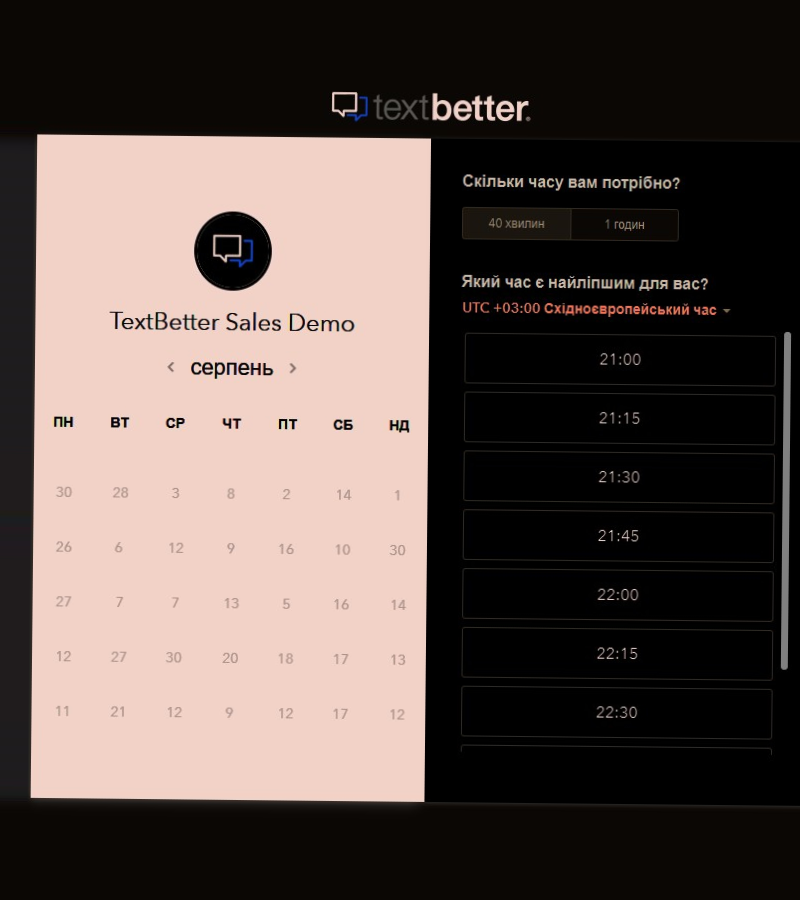 textbetter.
TextBetter Sales Demo
серпень
ПН ВТ СР ЧТ ПТ СБ НД
30 28 3 8 2 14 1
26 6 12 9 16 10 30
27 7 7 13 5 16 14
12 27 30 20 18 17 13
11 21 12 9 12 17 12
Скільки часу вам потрібно?
40 хвилин 1 годин
Який час є найліпшим для вас?
UTC +03:00 Східноєвропейський час
21:00
21:15
21:30
21:45
22:00
22:15
22:30